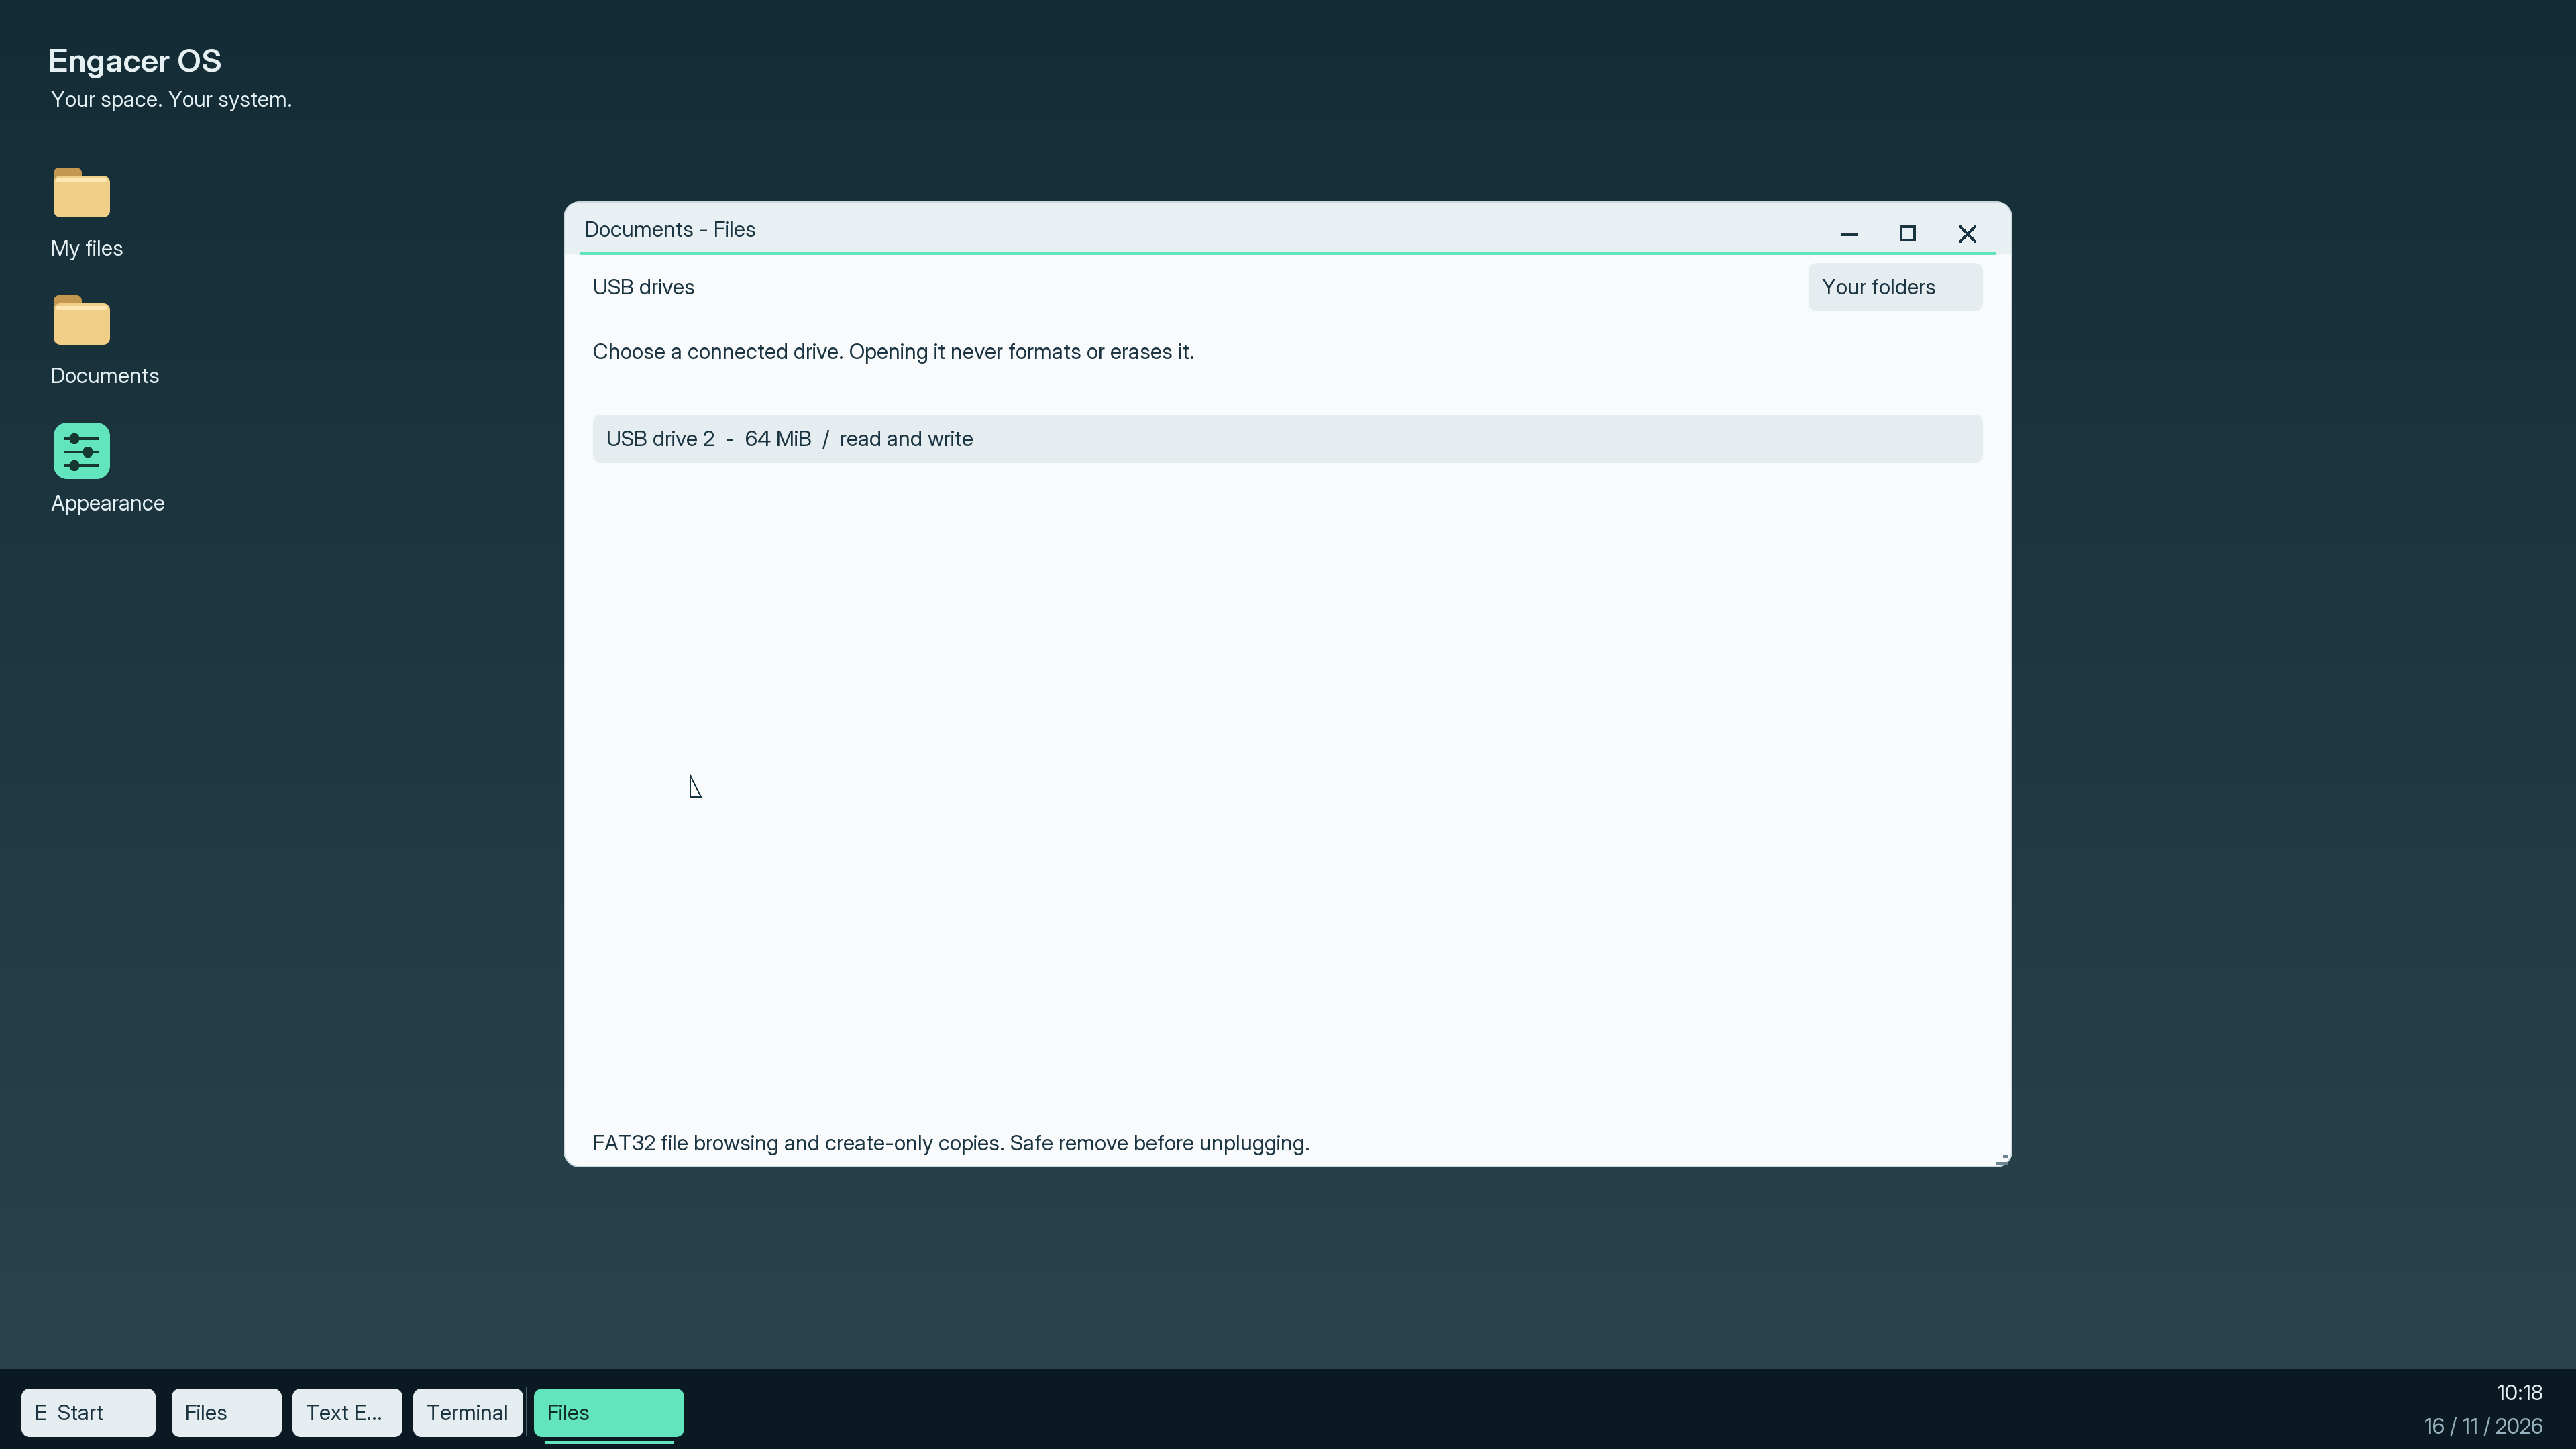 Engacer OS
Your space. Your system.
My files
Documents
Appearance
Documents - Files
USB drives
Your folders
Choose a connected drive. Opening it never formats or erases it.
USB drive 2 - 64 MiB / read and write
FAT32 file browsing and create-only copies. Safe remove before unplugging.
E Start
Files
Text E...
Terminal
Files
10:18
16 / 11 / 2026